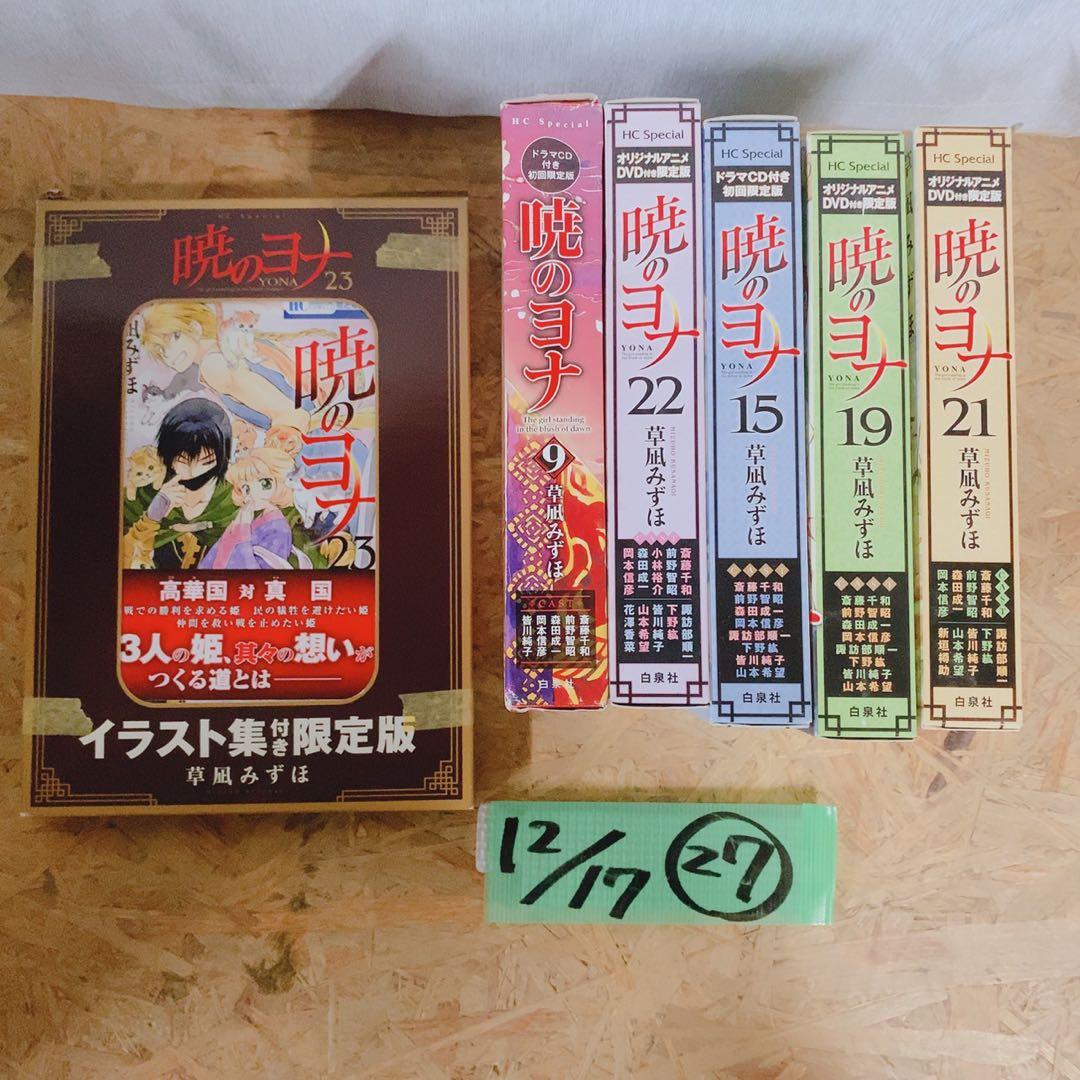 HC Special
暁のヨナ
YONA
23
みずほ
暁のヨナ
23
高華国 対 真 国
戦での勝利を求める姫 民の犠牲を避けたい姫
仲間を救い戦を止めたい姫
3人の姫、其々の想いが
つくる道とは———
イラスト集付き限定版
草凪みずほ
HC Special
ドラマCD
付き
初回限定版
暁のヨナ
The girl standing
in the blush of dawn
9
草凪みずほ
CAST
斎藤千和
前野智昭
森田成一
岡本信彦
皆川純子
白泉社
HC Special
オリジナルアニメ
DVD付き限定版
暁のヨナ
YONA
22
草凪みずほ
MIZUHO KUSANAGI
斎藤千和
前野智昭
小林裕介
森田成一
岡本信彦
諏訪部順一
下野紘
皆川純子
山本希望
花澤香菜
白泉社
HC Special
ドラマCD付き
初回限定版
暁のヨナ
YONA
15
草凪みずほ
斎藤千和
前野智昭
森田成一
岡本信彦
諏訪部順一
下野紘
皆川純子
山本希望
白泉社
HC Special
オリジナルアニメ
DVD付き限定版
暁のヨナ
YONA
19
草凪みずほ
斎藤千和
前野智昭
森田成一
岡本信彦
諏訪部順一
下野紘
皆川純子
山本希望
白泉社
HC Special
オリジナルアニメ
DVD付き限定版
暁のヨナ
YONA
21
草凪みずほ
MIZUHO KUSANAGI
CAST
斎藤千和
前野智昭
森田成一
岡本信彦
諏訪部順一
下野紘
皆川純子
山本希望
新垣樽助
白泉社
12/17 27